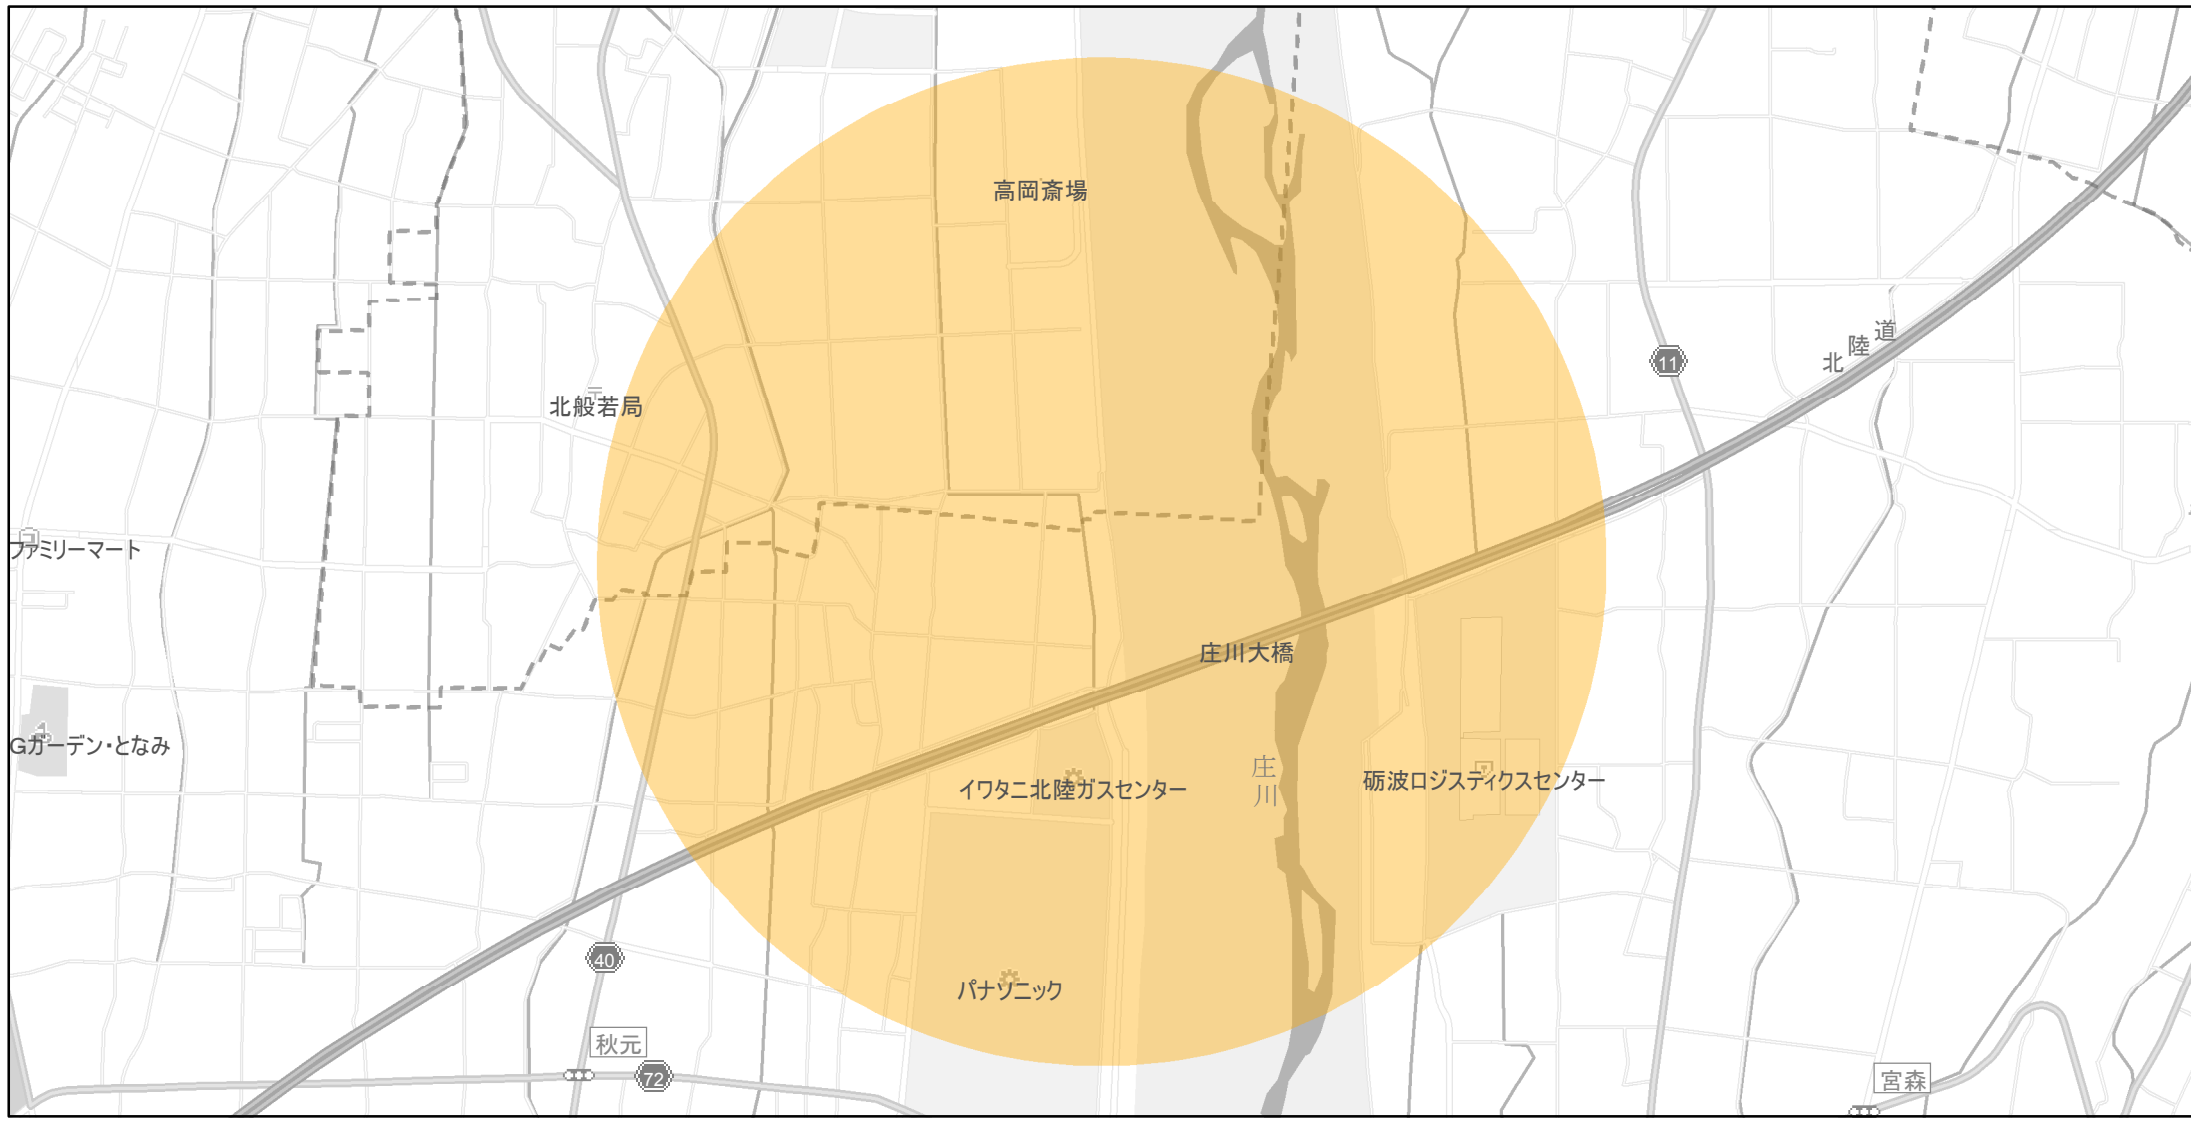 高岡斎場
北陸道
11
北般若局
ファミリーマート
庄川大橋
Gガーデン・となみ
庄川
イワタニ北陸ガスセンター
砺波ロジスティクスセンター
40
パナソニック
秋元
72
宮森